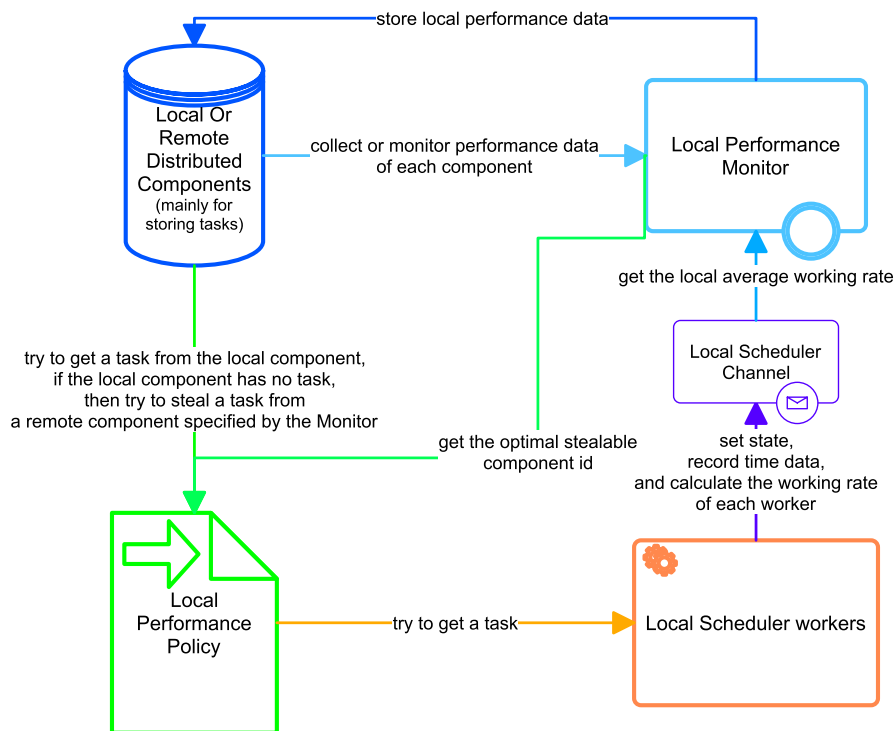 store local performance data
Local Or
Remote
Distributed
Components
(mainly for
storing tasks)
collect or monitor performance data
of each component
Local Performance
Monitor
get the local average working rate
Local Scheduler
Channel
try to get a task from the local component,
if the local component has no task,
then try to steal a task from
a remote component specified by the Monitor
get the optimal stealable
component id
set state,
record time data,
and calculate the working rate
of each worker
Local
Performance
Policy
try to get a task
Local Scheduler workers